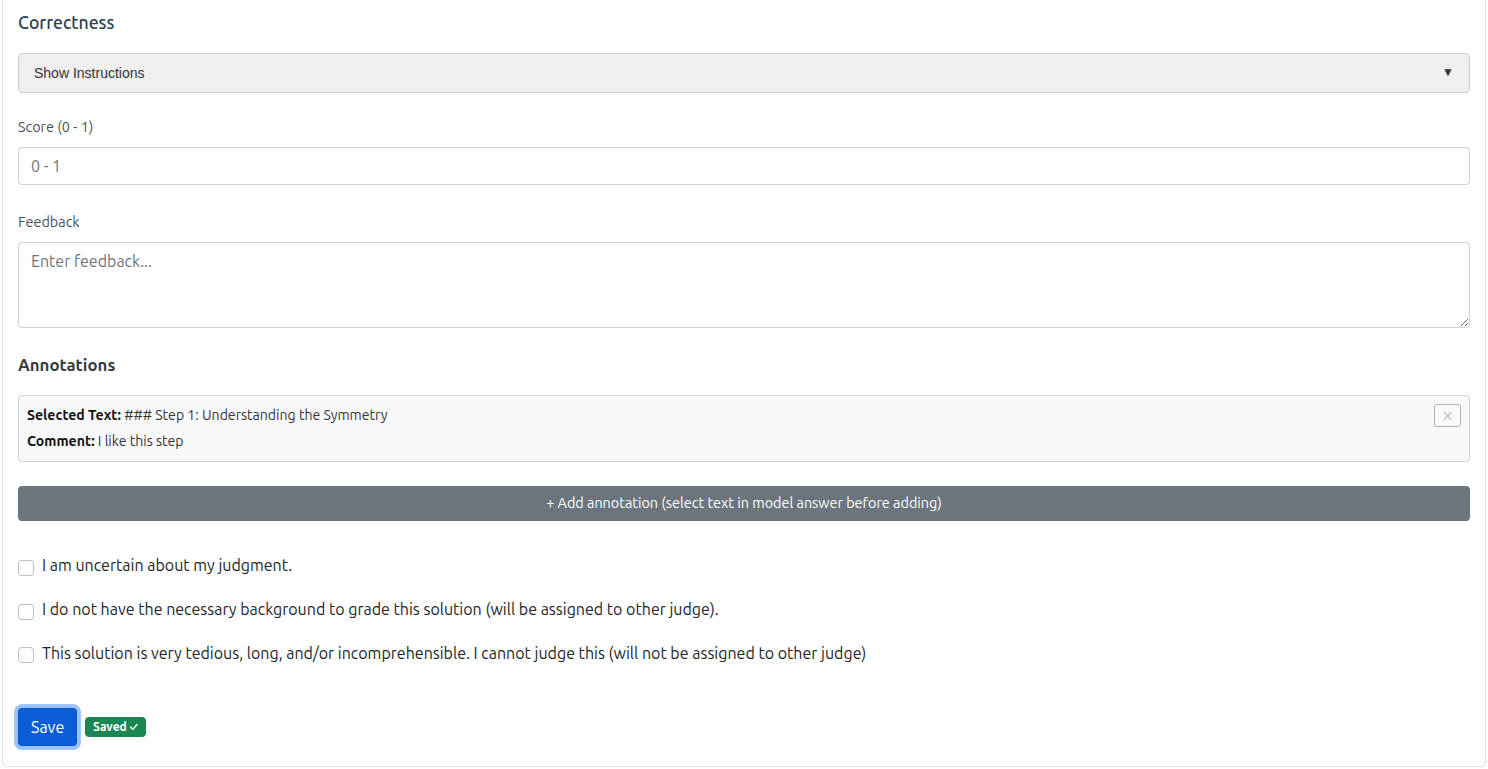 Correctness
Show Instructions ▼
Score (0 - 1)
0 - 1
Feedback
Enter feedback...
Annotations
Selected Text: ### Step 1: Understanding the Symmetry
Comment: I like this step
+ Add annotation (select text in model answer before adding)
I am uncertain about my judgment.
I do not have the necessary background to grade this solution (will be assigned to other judge).
This solution is very tedious, long, and/or incomprehensible. I cannot judge this (will not be assigned to other judge)
Save Saved ✓